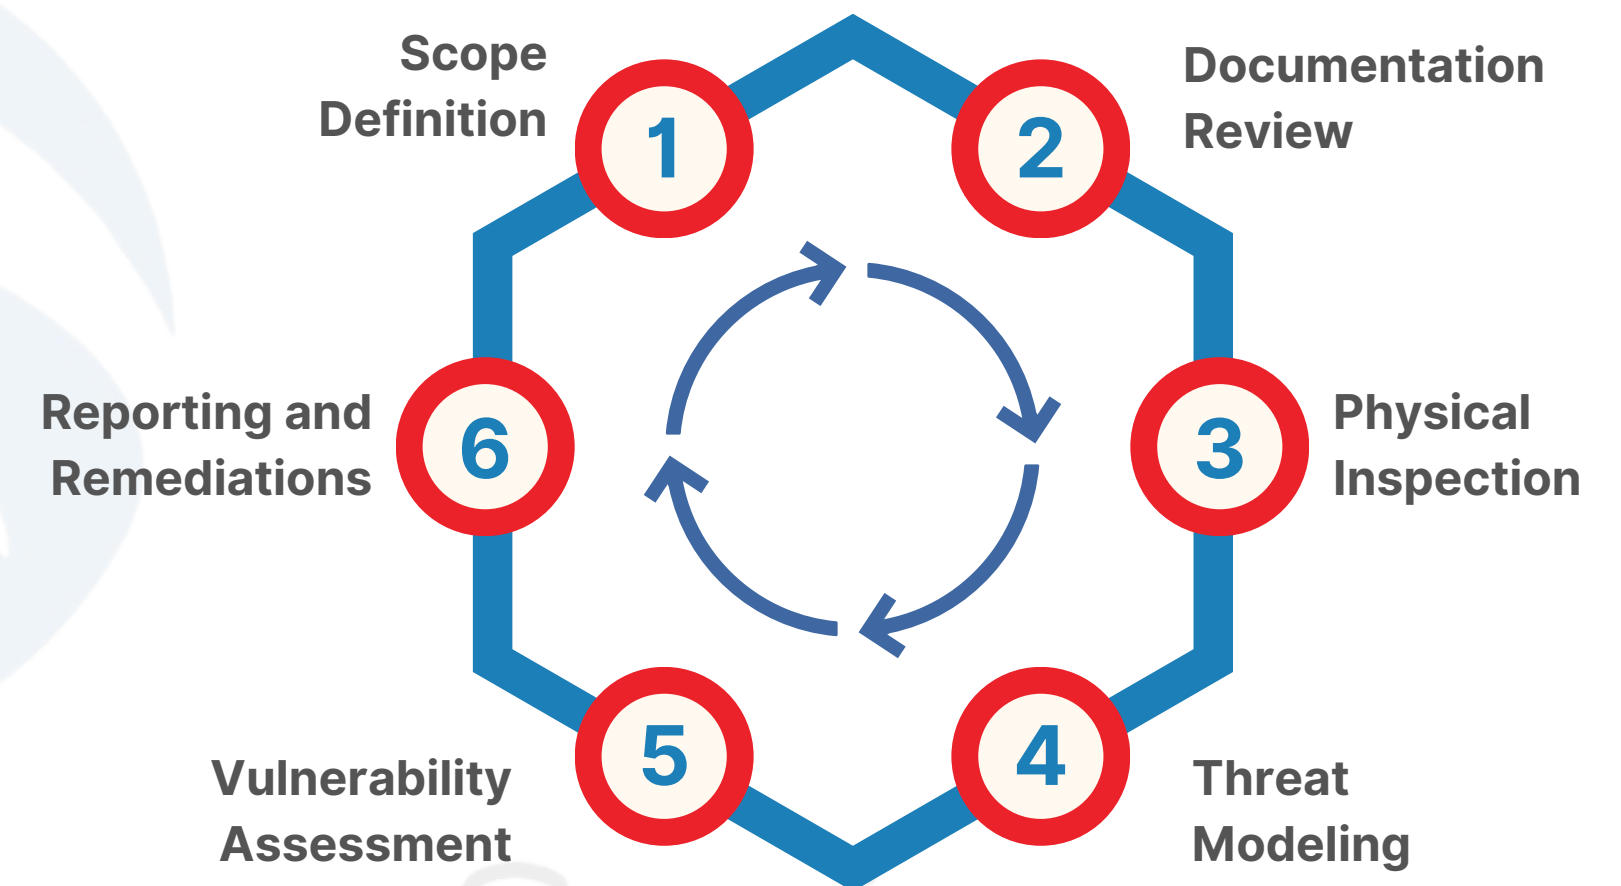 Scope
Definition
1
2
Documentation
Review
Reporting and
Remediations
6
3
Physical
Inspection
Vulnerability
Assessment
5
4
Threat
Modeling